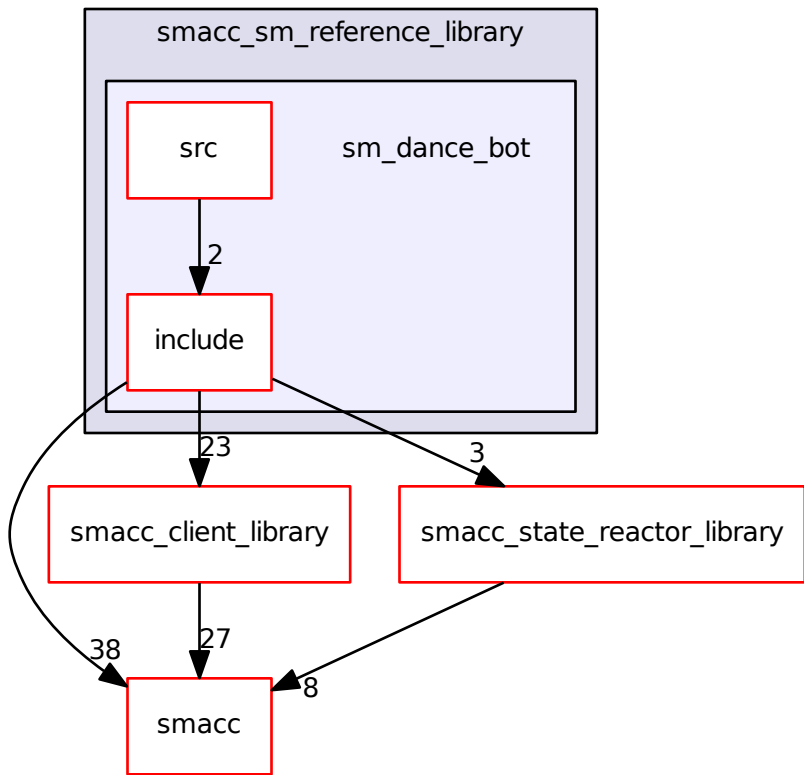 smacc_sm_reference_library
src
sm_dance_bot
2
include
23
3
smacc_client_library
smacc_state_reactor_library
38
27
8
smacc